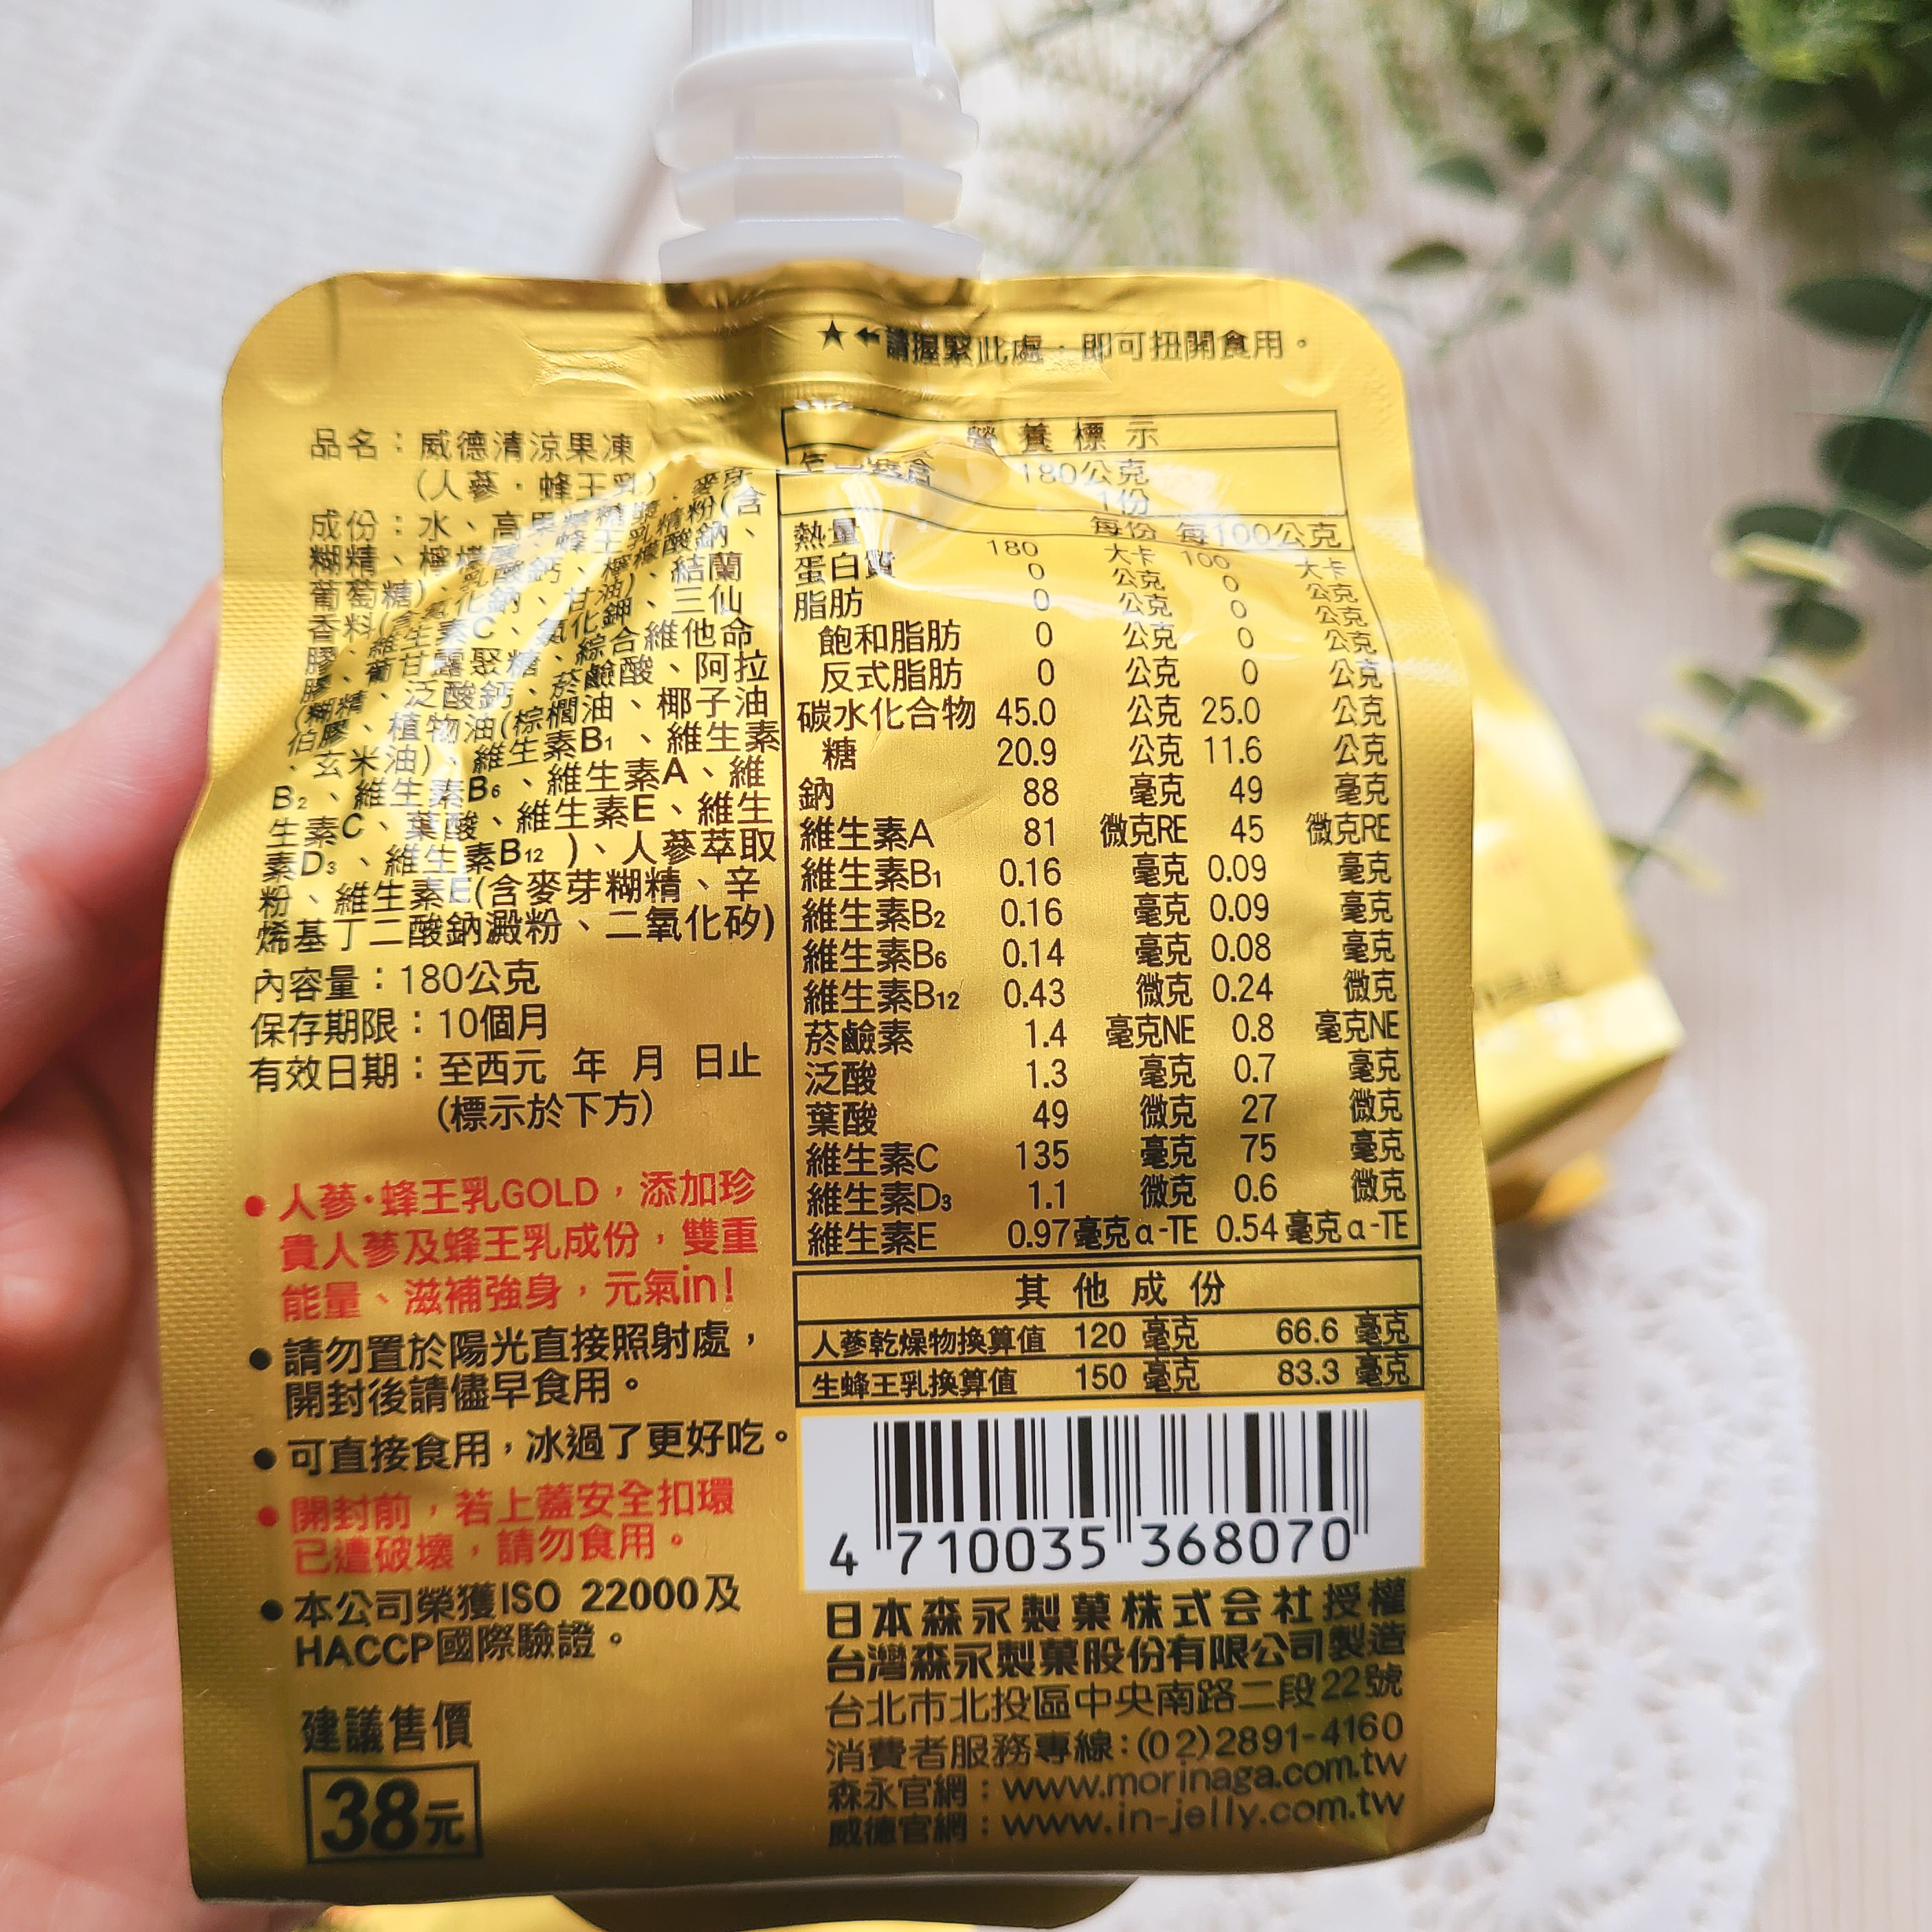 ★←請握緊此處，即可扭開食用。
品名：威德清涼果凍
(人蔘・蜂王乳)
成份：水、高果糖糖漿、麥芽
糊精、檸檬酸、蜂王乳粉(含
葡萄糖)、乳酸鈣、檸檬酸鈉、
香料(含甘油)、結蘭
膠、維生素C、氯化鉀、三仙
膠、葡甘露聚糖、綜合維他命
(糊精、泛酸鈣、菸鹼酸、阿拉
伯膠、植物油(棕櫚油、椰子油
、玄米油)、維生素B1、維生素
B2、維生素B6、維生素A、維
生素C、葉酸、維生素E、維生
素D3、維生素B12)、人蔘萃取
粉、維生素E(含麥芽糊精、辛
烯基丁二酸鈉澱粉、二氧化矽)
內容量：180公克
保存期限：10個月
有效日期：至西元 年 月 日止
(標示於下方)
●人蔘・蜂王乳GOLD，添加珍
貴人蔘及蜂王乳成份，雙重
能量、滋補強身，元氣in!
●請勿置於陽光直接照射處，
開封後請儘早食用。
●可直接食用，冰過了更好吃。
●開封前，若上蓋安全扣環
已遭破壞，請勿食用。
●本公司榮獲ISO 22000及
HACCP國際驗證。
建議售價
38元
營養標示
180公克
1份
每份 每100公克
熱量 180 大卡 100 大卡
蛋白質 0 公克 0 公克
脂肪 0 公克 0 公克
飽和脂肪 0 公克 0 公克
反式脂肪 0 公克 0 公克
碳水化合物 45.0 公克 25.0 公克
糖 20.9 公克 11.6 公克
鈉 88 毫克 49 毫克
維生素A 81 微克RE 45 微克RE
維生素B1 0.16 毫克 0.09 毫克
維生素B2 0.16 毫克 0.09 毫克
維生素B6 0.14 毫克 0.08 毫克
維生素B12 0.43 微克 0.24 微克
菸鹼素 1.4 毫克NE 0.8 毫克NE
泛酸 1.3 毫克 0.7 毫克
葉酸 49 微克 27 微克
維生素C 135 毫克 75 毫克
維生素D3 1.1 微克 0.6 微克
維生素E 0.97毫克α-TE 0.54毫克α-TE
其他成份
人蔘乾燥物換算值 120 毫克 66.6 毫克
生蜂王乳換算值 150 毫克 83.3 毫克
4 710035 368070
日本森永製菓株式会社授權
台灣森永製菓股份有限公司製造
台北市北投區中央南路二段22號
消費者服務專線：(02)2891-4160
森永官網：www.morinaga.com.tw
威德官網：www.in-jelly.com.tw